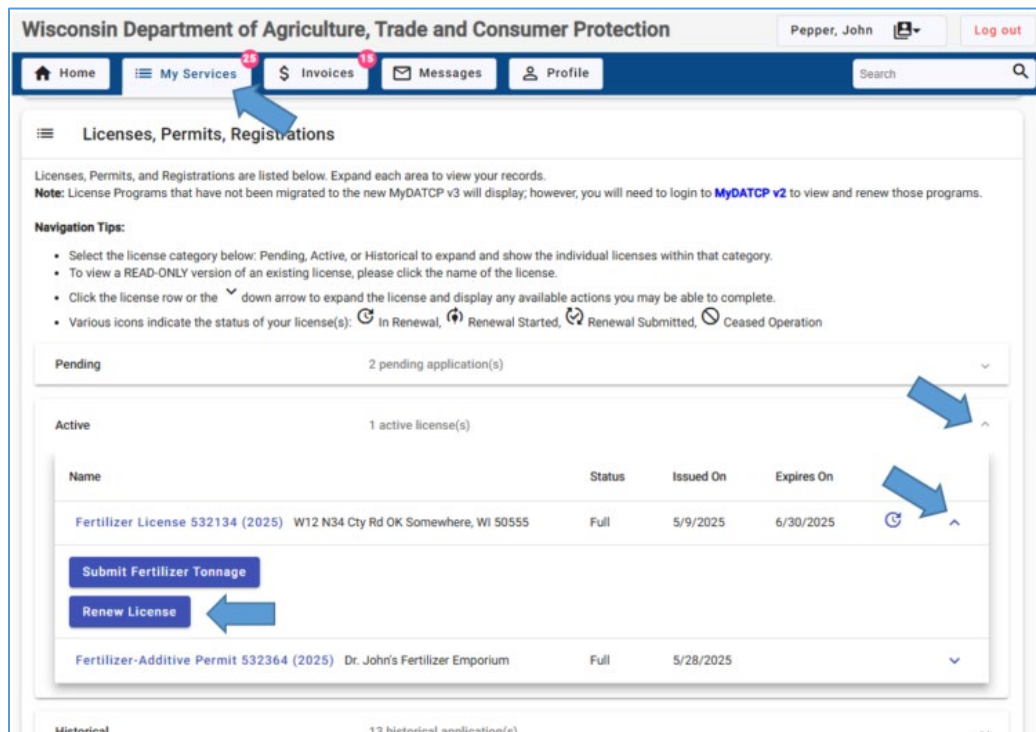 Wisconsin Department of Agriculture, Trade and Consumer Protection
Pepper, John
Log out
Home
My Services
25
$ Invoices
15
Messages
Profile
Search
Licenses, Permits, Registrations
Licenses, Permits, and Registrations are listed below. Expand each area to view your records.
Note: License Programs that have not been migrated to the new MyDATCP v3 will display; however, you will need to login to MyDATCP v2 to view and renew those programs.
Navigation Tips:
• Select the license category below: Pending, Active, or Historical to expand and show the individual licenses within that category.
• To view a READ-ONLY version of an existing license, please click the name of the license.
• Click the license row or the down arrow to expand the license and display any available actions you may be able to complete.
• Various icons indicate the status of your license(s): In Renewal, Renewal Started, Renewal Submitted, Ceased Operation
Pending 2 pending application(s)
Active 1 active license(s)
Name Status Issued On Expires On
Fertilizer License 532134 (2025) W12 N34 Cty Rd OK Somewhere, WI 50555 Full 5/9/2025 6/30/2025
Submit Fertilizer Tonnage
Renew License
Fertilizer-Additive Permit 532364 (2025) Dr. John's Fertilizer Emporium Full 5/28/2025
Historical 13 historical application(s)